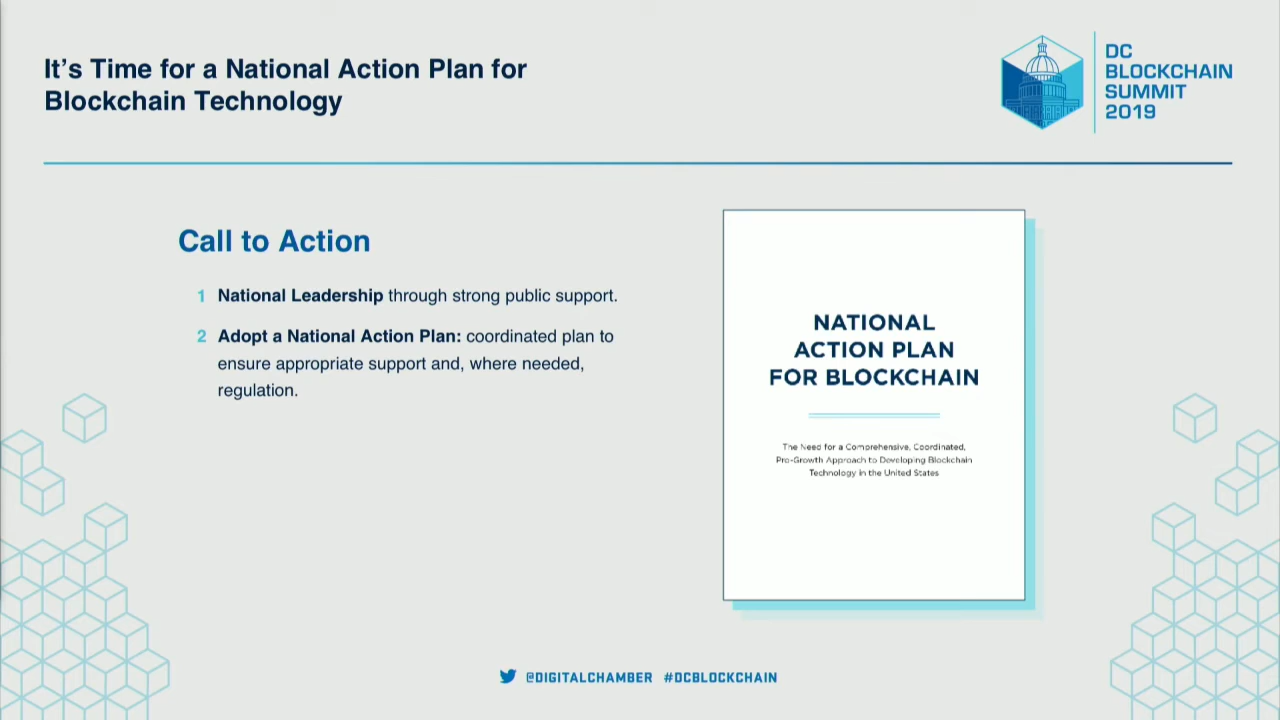 It's Time for a National Action Plan for
Blockchain Technology
DC
BLOCKCHAIN
SUMMIT
2019
Call to Action
1 National Leadership through strong public support.
2 Adopt a National Action Plan: coordinated plan to
ensure appropriate support and, where needed,
regulation.
NATIONAL
ACTION PLAN
FOR BLOCKCHAIN
The Need for a Comprehensive, Coordinated,
Pro-Growth Approach to Developing Blockchain
Technology in the United States
@DIGITALCHAMBER #DCBLOCKCHAIN